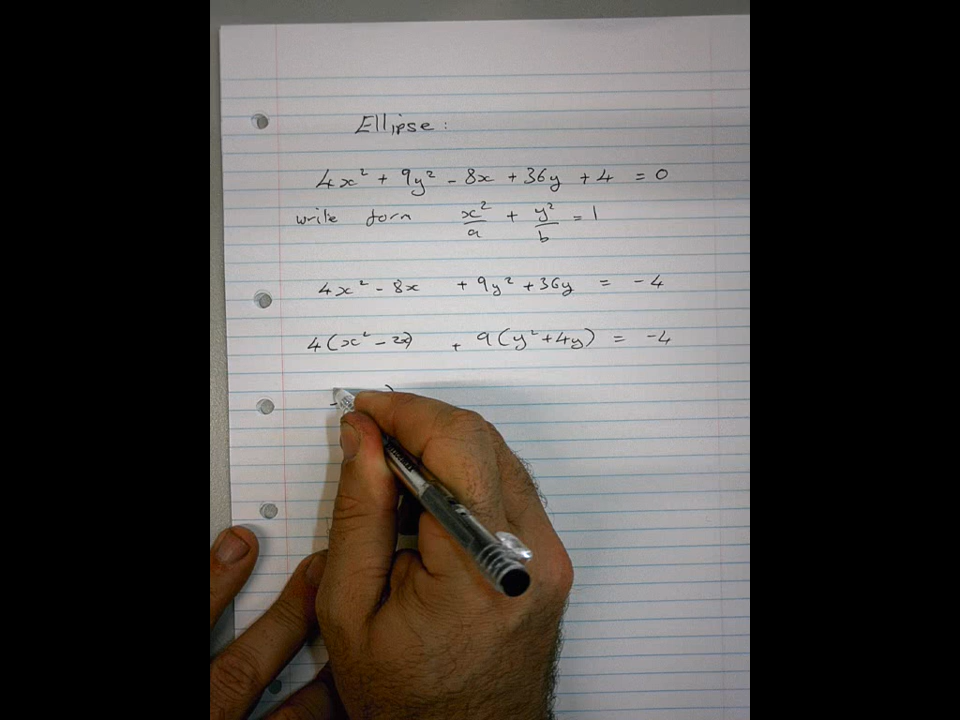 Ellipse:
4x² + 9y² - 8x + 36y + 4 = 0
write form x²/a + y²/b = 1
4x² - 8x + 9y² + 36y = -4
4(x² - 2x) + 9(y² + 4y) = -4